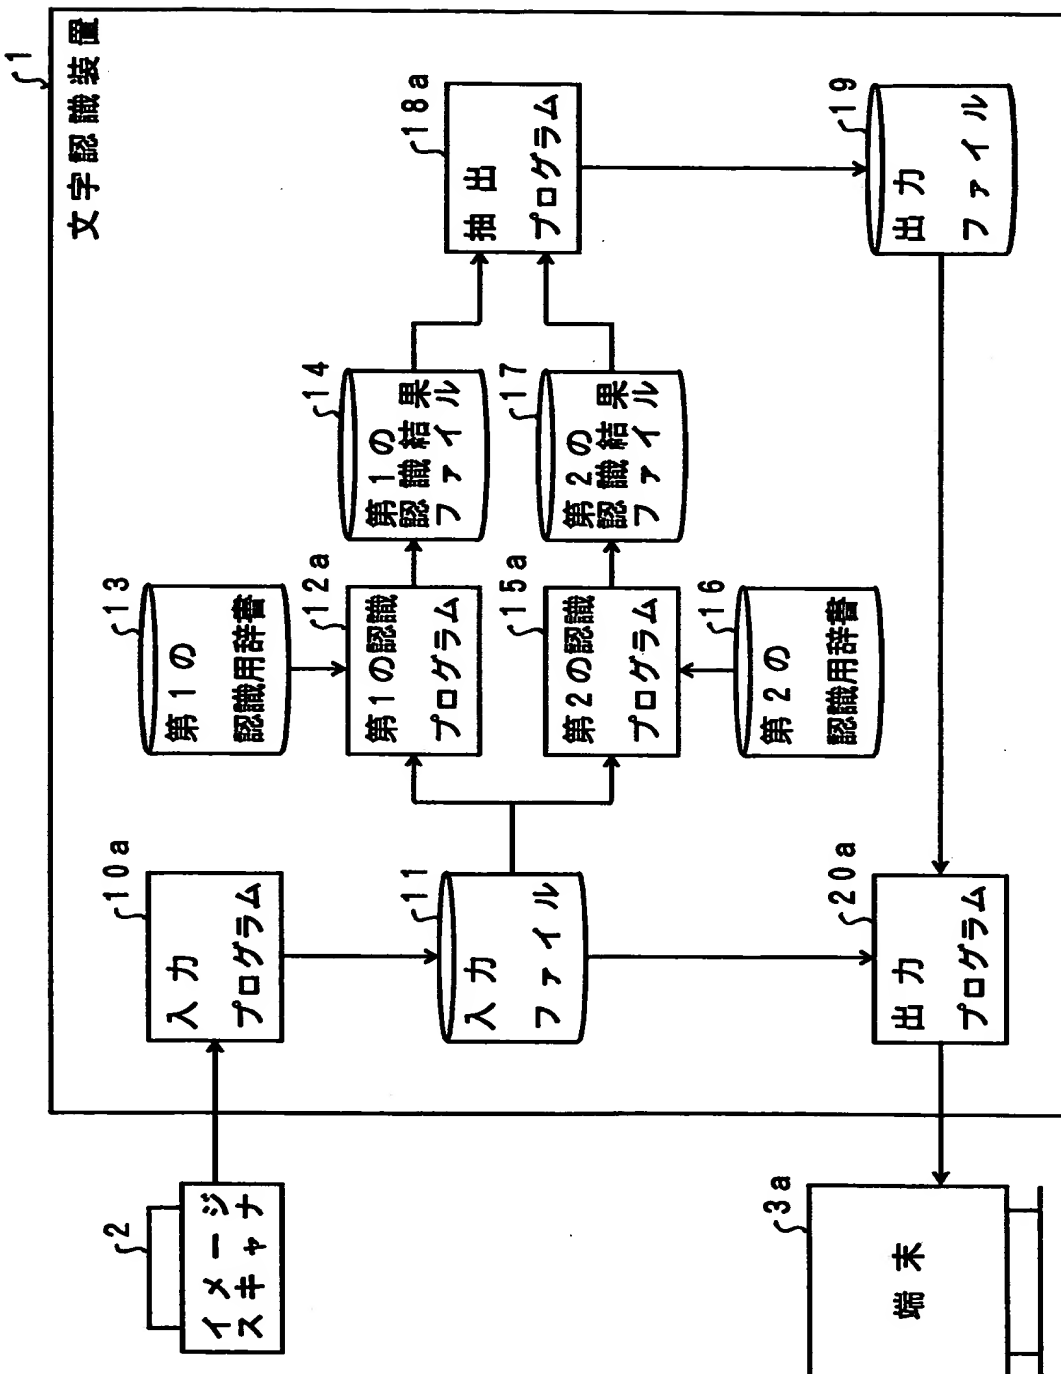 1
文字認識装置
2
イメージ
スキャナ
10a
入力
プログラム
11
入力
ファイル
13
第1の
認識用辞書
12a
第1の認識
プログラム
14
第1の
認識結果
ファイル
15a
第2の認識
プログラム
16
第2の
認識用辞書
17
第2の
認識結果
ファイル
18a
抽出
プログラム
19
出力
ファイル
20a
出力
プログラム
3a
端末